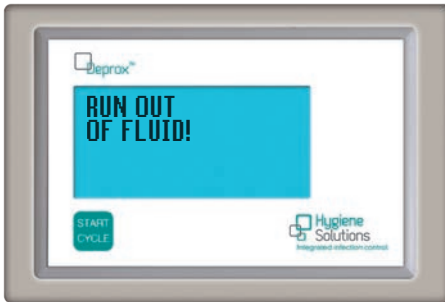 Deprox™
RUN OUT
OF FLUID!
START
CYCLE
Hygiene
Solutions
Integrated infection control